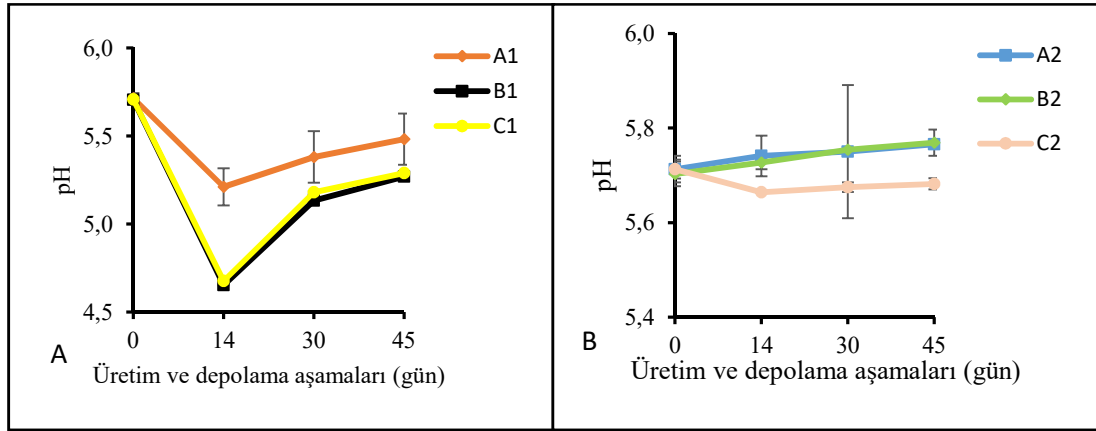 6,0
5,5
5,0
4,5
pH
0 14 30 45
A1
B1
C1
A
Üretim ve depolama aşamaları (gün)
6,0
5,8
5,6
5,4
pH
0 14 30 45
A2
B2
C2
B
Üretim ve depolama aşamaları (gün)